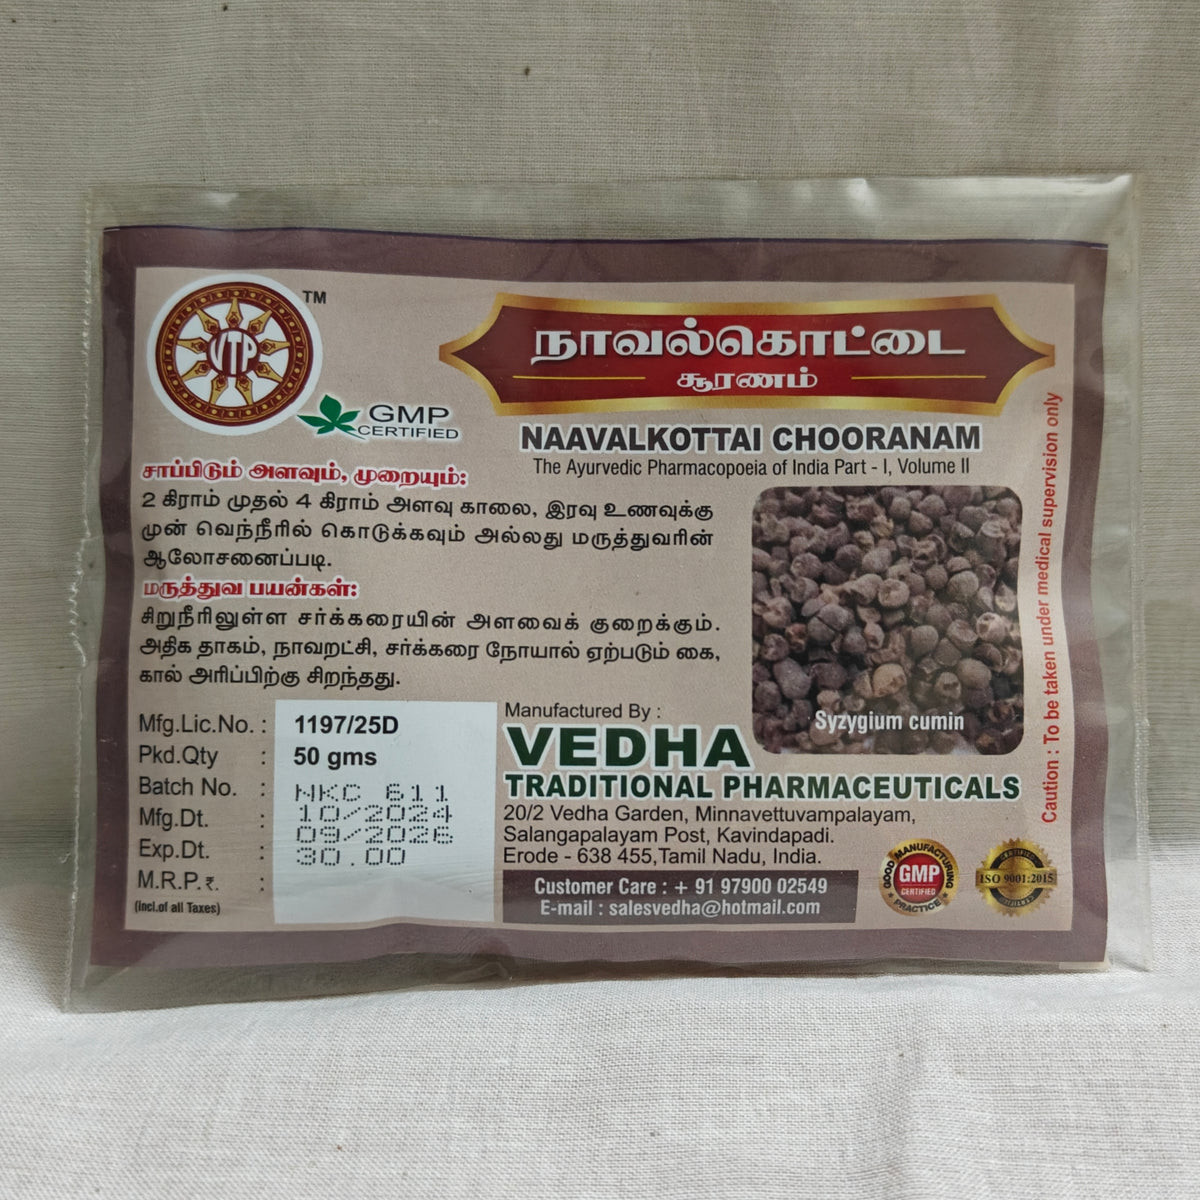 VTP
TM
GMP
CERTIFIED
நாவல்கொட்டை
சூரணம்
NAAVALKOTTAI CHOORANAM
The Ayurvedic Pharmacopoeia of India Part - I, Volume II
சாப்பிடும் அளவும், முறையும்:
2 கிராம் முதல் 4 கிராம் அளவு காலை, இரவு உணவுக்கு
முன் வெந்நீரில் கொடுக்கவும் அல்லது மருத்துவரின்
ஆலோசனைப்படி.
மருத்துவ பயன்கள்:
சிறுநீரிலுள்ள சர்க்கரையின் அளவைக் குறைக்கும்.
அதிக தாகம், நாவறட்சி, சர்க்கரை நோயால் ஏற்படும் கை,
கால் அரிப்பிற்கு சிறந்தது.
Syzygium cumin
Caution : To be taken under medical supervision only
Mfg.Lic.No. : 1197/25D
Pkd.Qty : 50 gms
Batch No. : NKC 611
Mfg.Dt. : 10/2024
Exp.Dt. : 09/2026
M.R.P.₹. : 30.00
(incl.of all Taxes)
Manufactured By :
VEDHA
TRADITIONAL PHARMACEUTICALS
20/2 Vedha Garden, Minnavettuvampalayam,
Salangapalayam Post, Kavindapadi.
Erode - 638 455,Tamil Nadu, India.
Customer Care : + 91 97900 02549
E-mail : salesvedha@hotmail.com
GOOD MANUFACTURING
GMP
CERTIFIED
PRACTICE
CERTIFIED
ISO 9001:2015